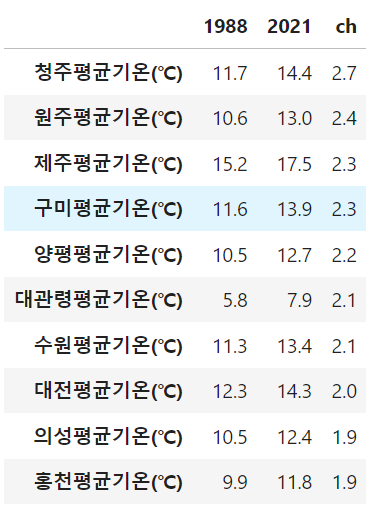 1988 2021 ch
청주평균기온(℃) 11.7 14.4 2.7
원주평균기온(℃) 10.6 13.0 2.4
제주평균기온(℃) 15.2 17.5 2.3
구미평균기온(℃) 11.6 13.9 2.3
양평평균기온(℃) 10.5 12.7 2.2
대관령평균기온(℃) 5.8 7.9 2.1
수원평균기온(℃) 11.3 13.4 2.1
대전평균기온(℃) 12.3 14.3 2.0
의성평균기온(℃) 10.5 12.4 1.9
홍천평균기온(℃) 9.9 11.8 1.9